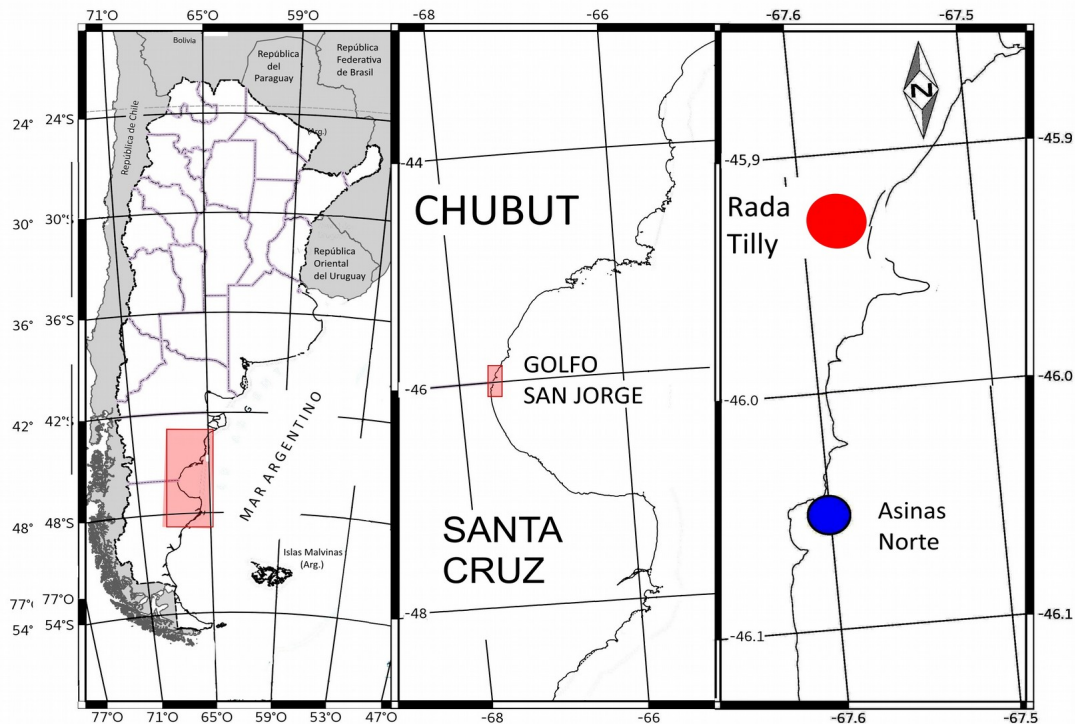 71°O 65°O 59°O
Bolivia
República
del
Paraguay
República
Federativa
de Brasil
República de Chile
(Arg.)
24° 24°S
30° 30°S
República
Oriental
del Uruguay
36° 36°S
42° 42°S
MAR ARGENTINO
48° 48°S
Islas Malvinas
(Arg.)
77° 77°O
54° 54°S
77°O 71°O 65°O 59°O 53°O 47°O
-68 -66
-44
CHUBUT
GOLFO
SAN JORGE
-46
SANTA
CRUZ
-48
-68 -66
-67.6 -67.5
N
-45.9 -45.9
Rada
Tilly
-46.0 -46.0
Asinas
Norte
-46.1 -46.1
-67.6 -67.5